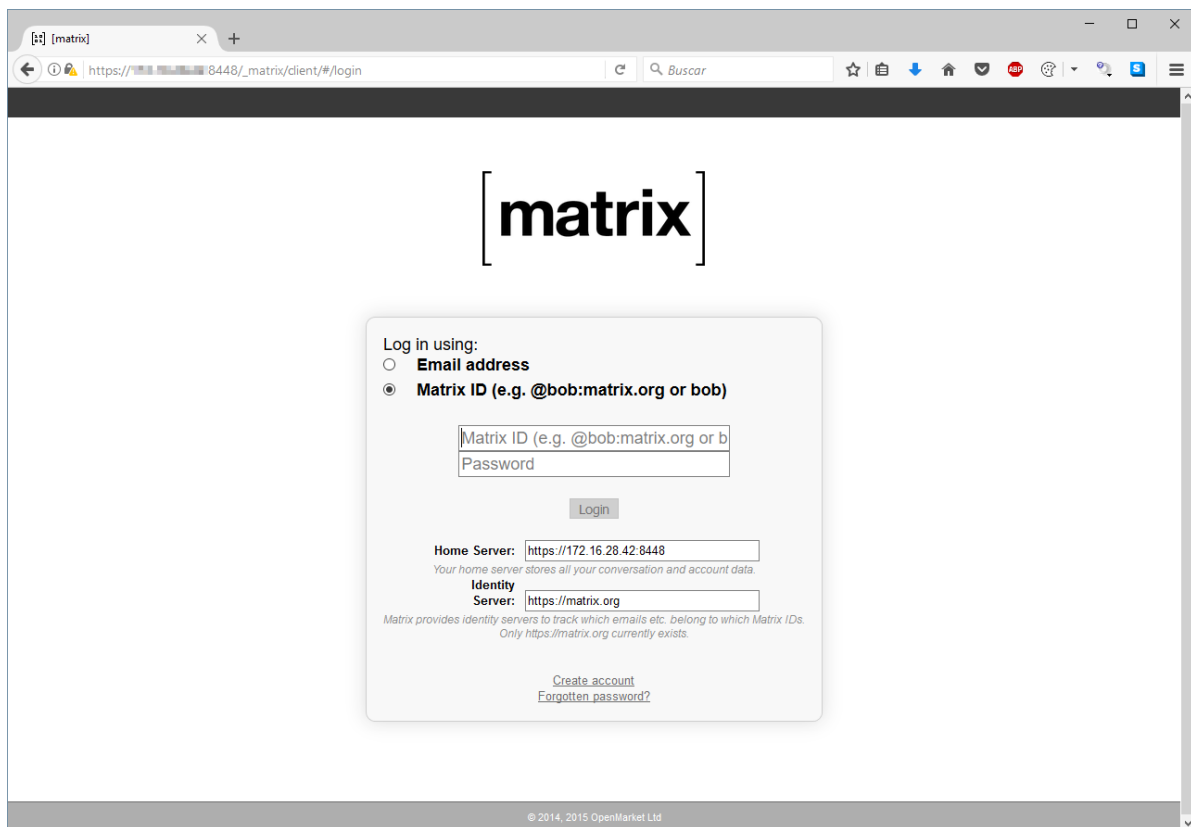 [matrix]
https:// 8448/_matrix/client/#/login
Buscar
ABP
S
[matrix]
Log in using:
Email address
Matrix ID (e.g. @bob:matrix.org or bob)
Matrix ID (e.g. @bob:matrix.org or b
Password
Login
Home Server: https://172.16.28.42:8448
Your home server stores all your conversation and account data.
Identity
Server: https://matrix.org
Matrix provides identity servers to track which emails etc. belong to which Matrix IDs.
Only https://matrix.org currently exists.
Create account
Forgotten password?
© 2014, 2015 OpenMarket Ltd